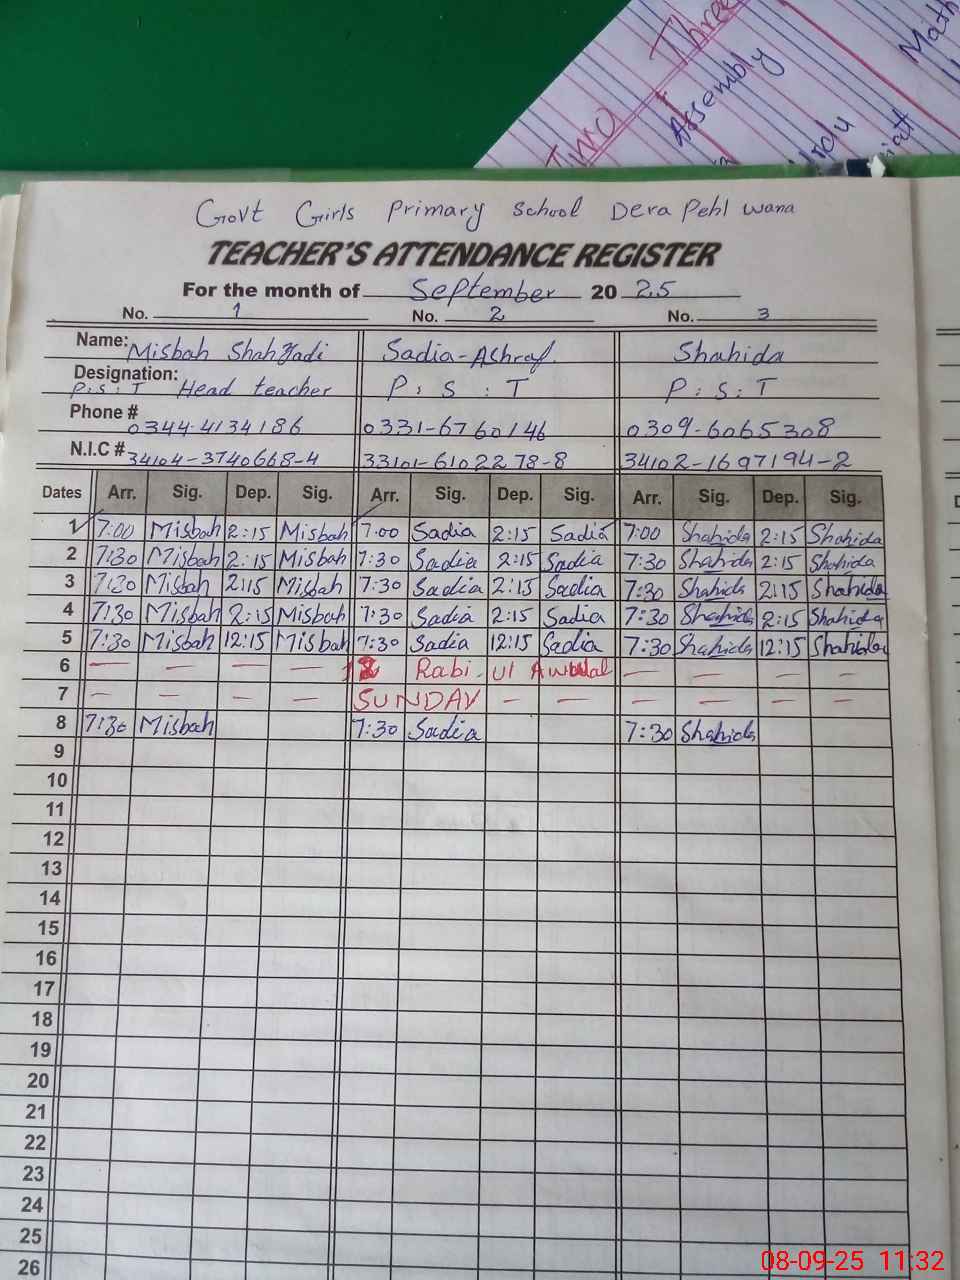 Three
Two
Assembly
Math
Urdu
Govt Girls Primary School Dera Pehl wana
TEACHER'S ATTENDANCE REGISTER
For the month of September 20 25
No. 1 No. 2 No. 3
Name: Misbah Shahzadi Sadia-Ashraf Shahida
Designation: P:S:T Head teacher P:S:T P:S:T
Phone # 0344-4134186 0331-6760146 0309-6065308
N.I.C # 34104-3740668-4 33101-6102278-8 34102-1697194-2
Dates Arr. Sig. Dep. Sig. Arr. Sig. Dep. Sig. Arr. Sig. Dep. Sig.
1 7:00 Misbah 2:15 Misbah 7:00 Sadia 2:15 Sadia 7:00 Shahida 2:15 Shahida
2 7:30 Misbah 2:15 Misbah 7:30 Sadia 2:15 Sadia 7:30 Shahida 2:15 Shahida
3 7:30 Misbah 2:15 Misbah 7:30 Sadia 2:15 Sadia 7:30 Shahida 2:15 Shahida
4 7:30 Misbah 2:15 Misbah 7:30 Sadia 2:15 Sadia 7:30 Shahida 2:15 Shahida
5 7:30 Misbah 12:15 Misbah 7:30 Sadia 12:15 Sadia 7:30 Shahida 12:15 Shahida
6 — — — — 12 Rabi-ul Awwal — — — —
7 — — — — SUNDAY — — — — — —
8 7:30 Misbah 7:30 Sadia 7:30 Shahida
9
10
11
12
13
14
15
16
17
18
19
20
21
22
23
24
25
26
08-09-25 11:32